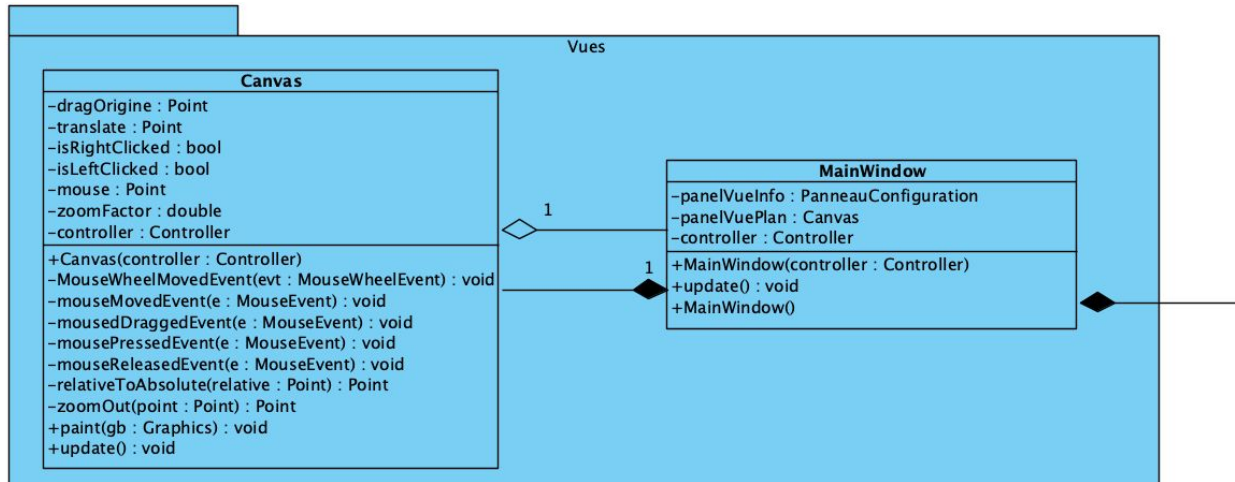 Vues
Canvas
-dragOrigine : Point
-translate : Point
-isRightClicked : bool
-isLeftClicked : bool
-mouse : Point
-zoomFactor : double
-controller : Controller
+Canvas(controller : Controller)
-MouseWheelMovedEvent(evt : MouseWheelEvent) : void
-mouseMovedEvent(e : MouseEvent) : void
-mousedDraggedEvent(e : MouseEvent) : void
-mousePressedEvent(e : MouseEvent) : void
-mouseReleasedEvent(e : MouseEvent) : void
-relativeToAbsolute(relative : Point) : Point
-zoomOut(point : Point) : Point
+paint(gb : Graphics) : void
+update() : void
1
1
MainWindow
-panelVueInfo : PanneauConfiguration
-panelVuePlan : Canvas
-controller : Controller
+MainWindow(controller : Controller)
+update() : void
+MainWindow()